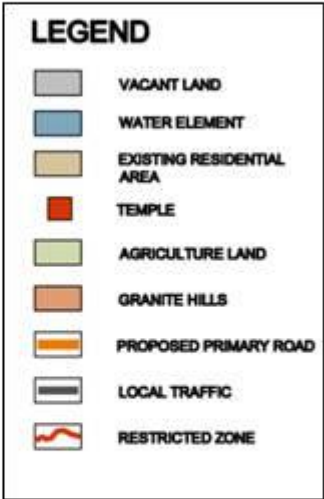 LEGEND
VACANT LAND
WATER ELEMENT
EXISTING RESIDENTIAL
AREA
TEMPLE
AGRICULTURE LAND
GRANITE HILLS
PROPOSED PRIMARY ROAD
LOCAL TRAFFIC
RESTRICTED ZONE